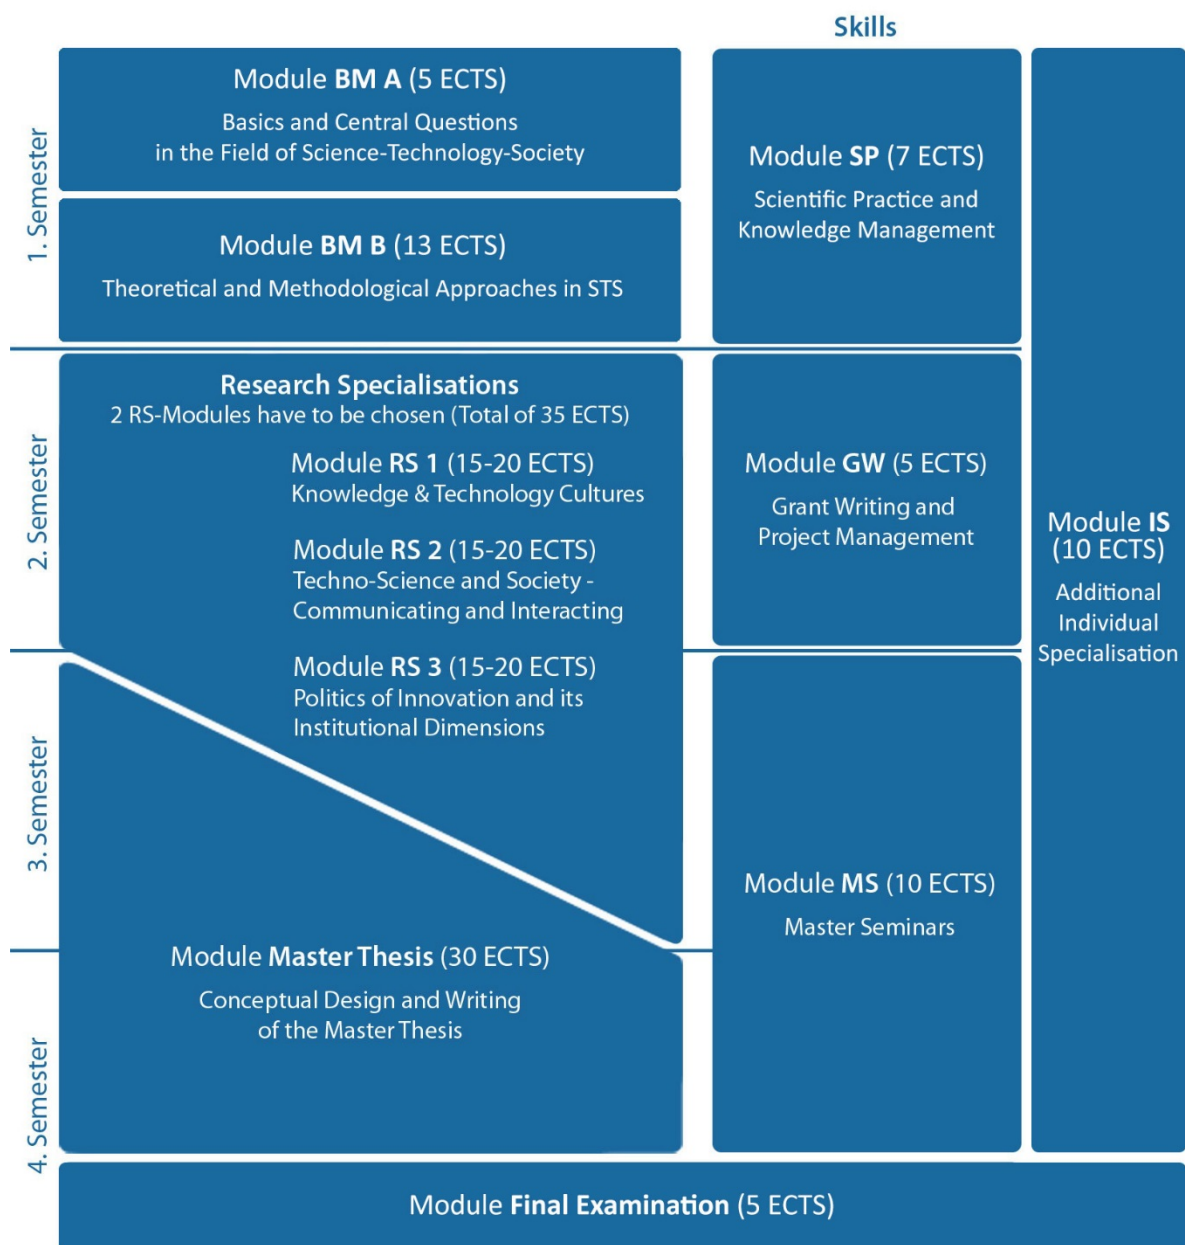 Skills
1. Semester
Module BM A (5 ECTS)
Basics and Central Questions
in the Field of Science-Technology-Society
Module BM B (13 ECTS)
Theoretical and Methodological Approaches in STS
Module SP (7 ECTS)
Scientific Practice and
Knowledge Management
2. Semester
Research Specialisations
2 RS-Modules have to be chosen (Total of 35 ECTS)
Module RS 1 (15-20 ECTS)
Knowledge & Technology Cultures
Module RS 2 (15-20 ECTS)
Techno-Science and Society -
Communicating and Interacting
Module RS 3 (15-20 ECTS)
Politics of Innovation and its
Institutional Dimensions
Module GW (5 ECTS)
Grant Writing and
Project Management
Module IS
(10 ECTS)
Additional
Individual
Specialisation
3. Semester
Module MS (10 ECTS)
Master Seminars
4. Semester
Module Master Thesis (30 ECTS)
Conceptual Design and Writing
of the Master Thesis
Module Final Examination (5 ECTS)